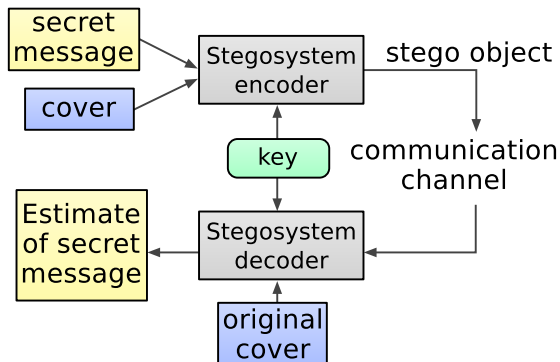 secret
message
cover
Stegosystem
encoder
stego object
key
communication
channel
Estimate
of secret
message
Stegosystem
decoder
original
cover